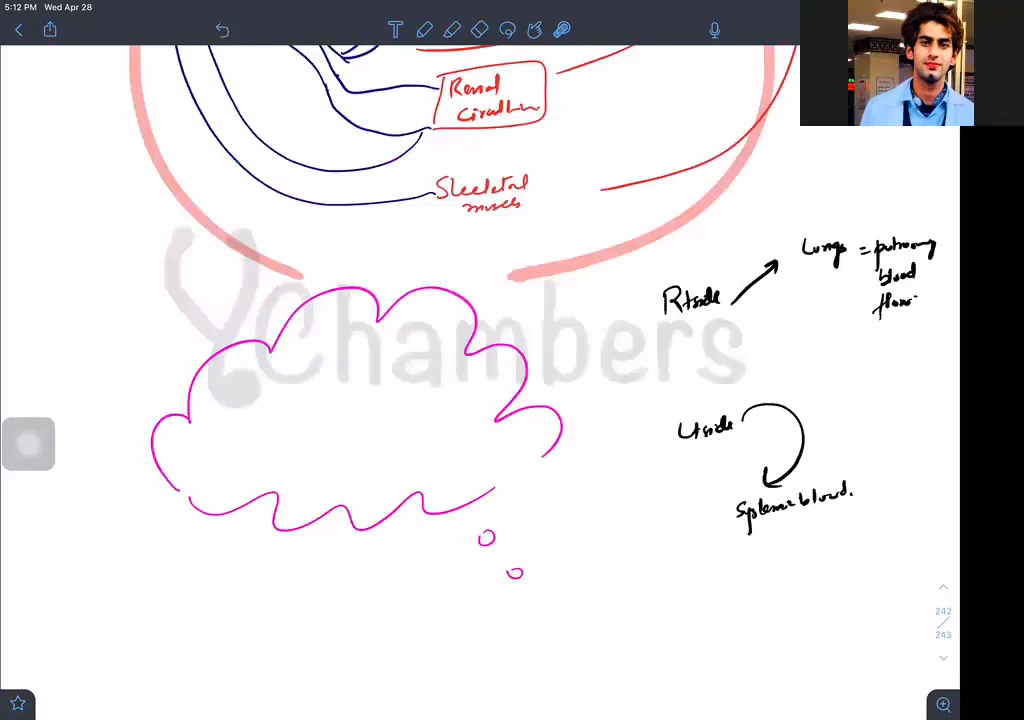 5:12 PM Wed Apr 28
Renal
Skeletal
muscles
Lungs = pulmonary
blood
flow
Rt side
Chambers
Lt side
Systemic blood.
242
243